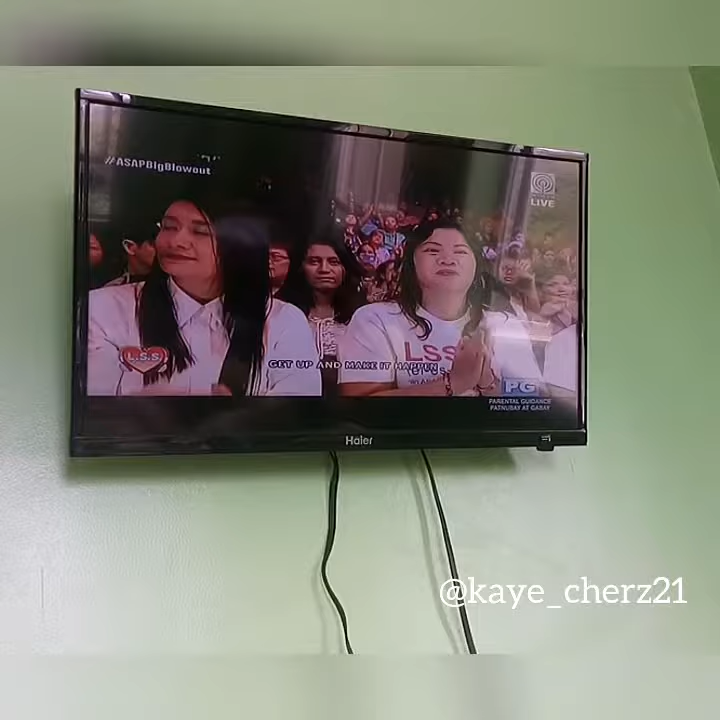 #ASAPBigBlowout
LIVE
L.S.S.
LSS
GET UP AND MAKE IT HAPPEN
PG
PARENTAL GUIDANCE
PATNUBAY AT GABAY
Haier
@kaye_cherz21